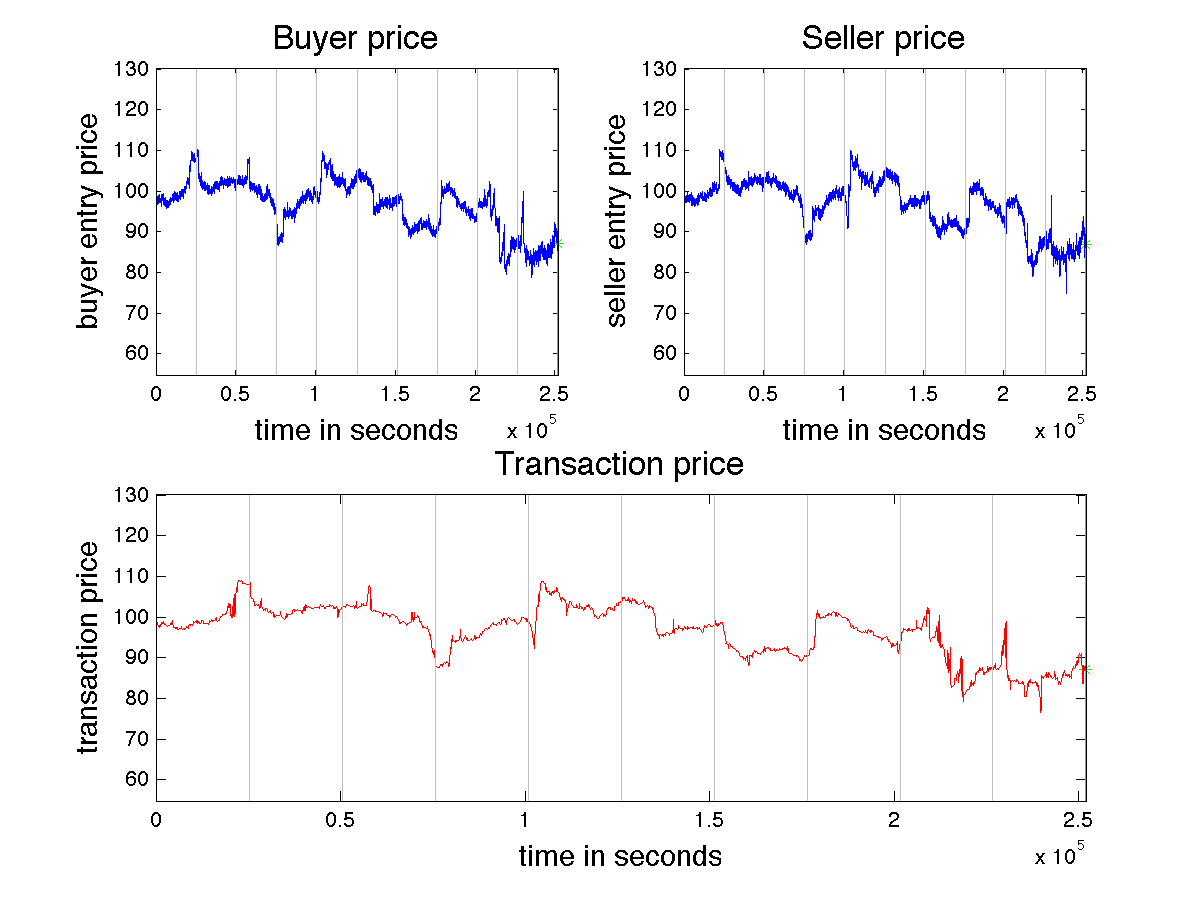 Buyer price
130
120
110
100
90
80
70
60
buyer entry price
0 0.5 1 1.5 2 2.5
x 10^5
time in seconds
Seller price
130
120
110
100
90
80
70
60
seller entry price
0 0.5 1 1.5 2 2.5
x 10^5
time in seconds
Transaction price
130
120
110
100
90
80
70
60
transaction price
0 0.5 1 1.5 2 2.5
x 10^5
time in seconds